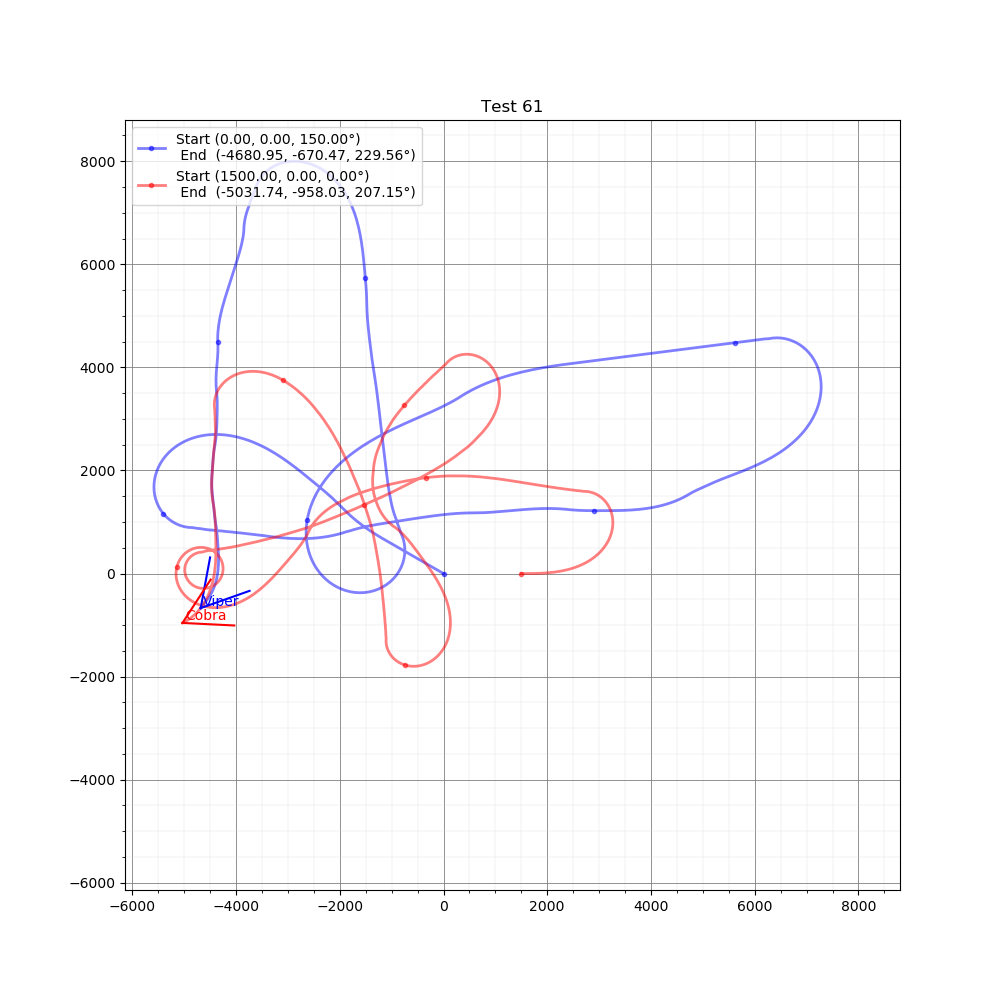 Test 61
Start (0.00, 0.00, 150.00°)
End (-4680.95, -670.47, 229.56°)
Start (1500.00, 0.00, 0.00°)
End (-5031.74, -958.03, 207.15°)
8000
6000
4000
2000
0
−2000
−4000
−6000
Viper
Cobra
−6000 −4000 −2000 0 2000 4000 6000 8000